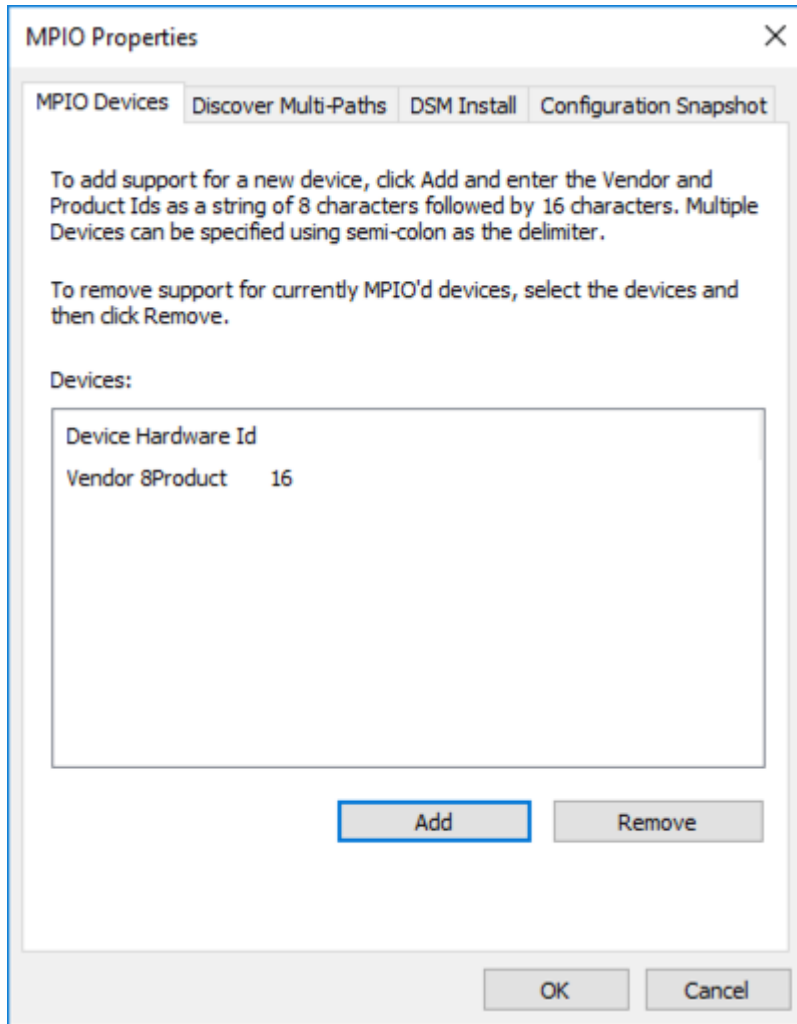 MPIO Properties
MPIO Devices Discover Multi-Paths DSM Install Configuration Snapshot
To add support for a new device, click Add and enter the Vendor and
Product Ids as a string of 8 characters followed by 16 characters. Multiple
Devices can be specified using semi-colon as the delimiter.
To remove support for currently MPIO'd devices, select the devices and
then click Remove.
Devices:
Device Hardware Id
Vendor 8Product 16
Add Remove
OK Cancel